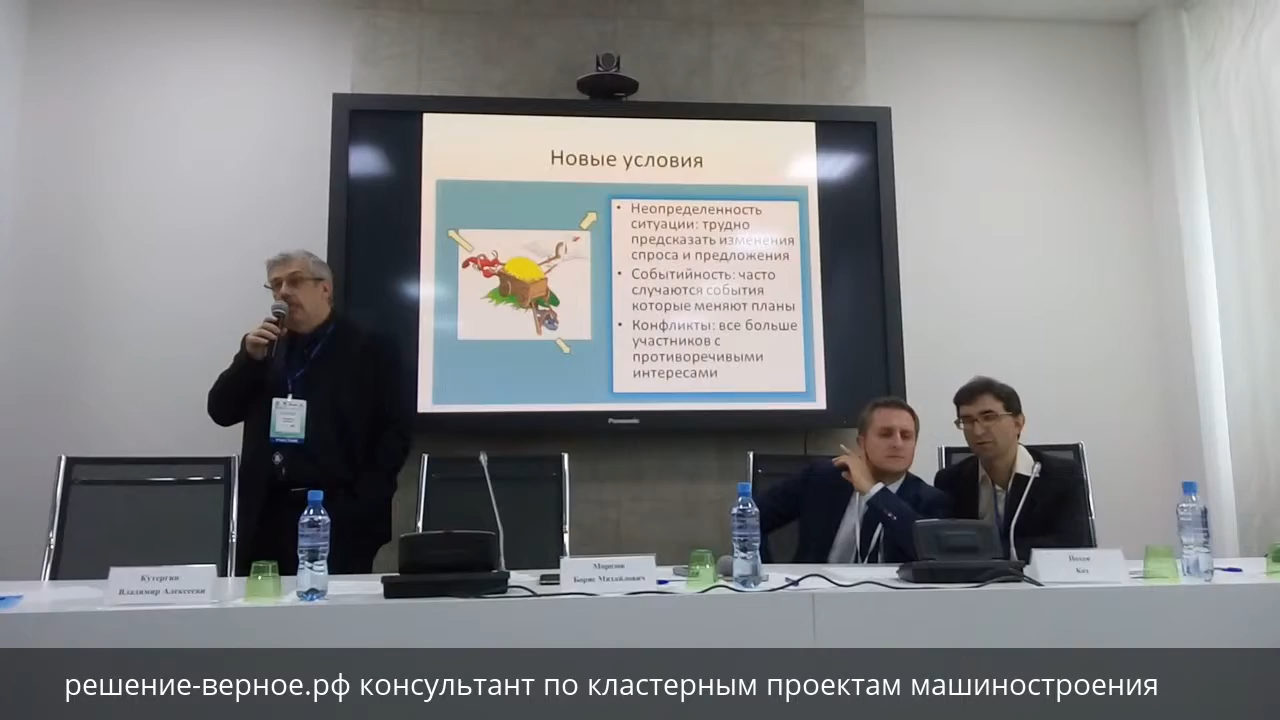 Новые условия
• Неопределенность
ситуации: трудно
предсказать изменения
спроса и предложения
• Событийность: часто
случаются события
которые меняют планы
• Конфликты: все больше
участников с
противоречивыми
интересами
Panasonic
Кутергин
Владимир Алексеевич
Морозов
Борис Михайлович
решение-верное.рф консультант по кластерным проектам машиностроения